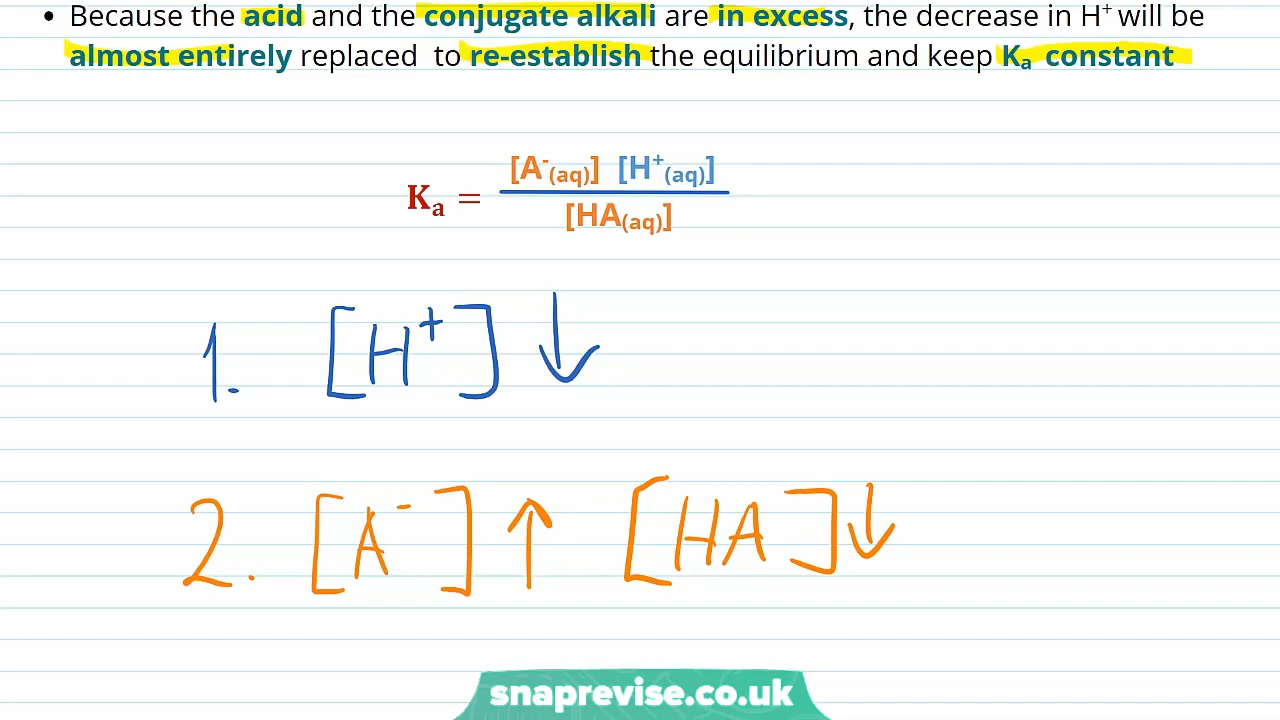 • Because the acid and the conjugate alkali are in excess, the decrease in H⁺ will be
almost entirely replaced to re-establish the equilibrium and keep Kₐ constant
Kₐ = [A⁻(aq)] [H⁺(aq)]
[HA(aq)]
1. [H⁺] ↓
2. [A⁻] ↑ [HA] ↓
snaprevise.co.uk